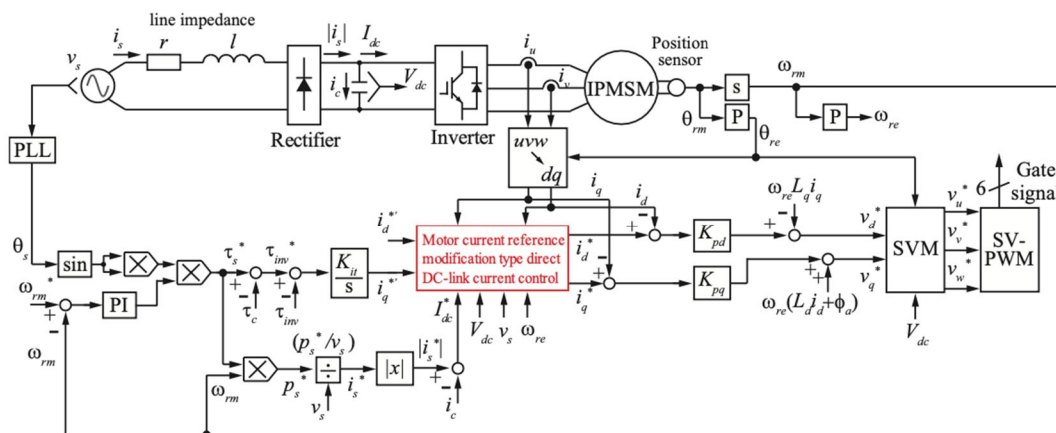 line impedance
i_s
r
l
|i_s|
I_dc
v_s
i_c
V_dc
Rectifier
Inverter
i_u
i_v
IPMSM
Position
sensor
s
ω_rm
θ_rm
P
θ_re
P
ω_re
PLL
uvw
dq
i_q
i_d
θ_s
sin
×
×
τ_s^*
τ_inv^*
+
−
τ_c
+
−
τ_inv
K_it
s
i_d^*'
i_q^*'
Motor current reference
modification type direct
DC-link current control
I_dc^*
V_dc
v_s
ω_re
i_d^*
i_q^*
+
−
+
−
K_pd
K_pq
ω_re L_q i_q
+
−
v_d^*
v_q^*
+
+
ω_re(L_d i_d+ϕ_a)
SVM
V_dc
v_u^*
v_v^*
v_w^*
6
Gate
signal
SV-
PWM
ω_rm^*
+
−
PI
ω_rm
×
ω_rm
p_s^*
(p_s^*/v_s)
÷
v_s
i_s^*
|x|
|i_s^*|
+
−
i_c